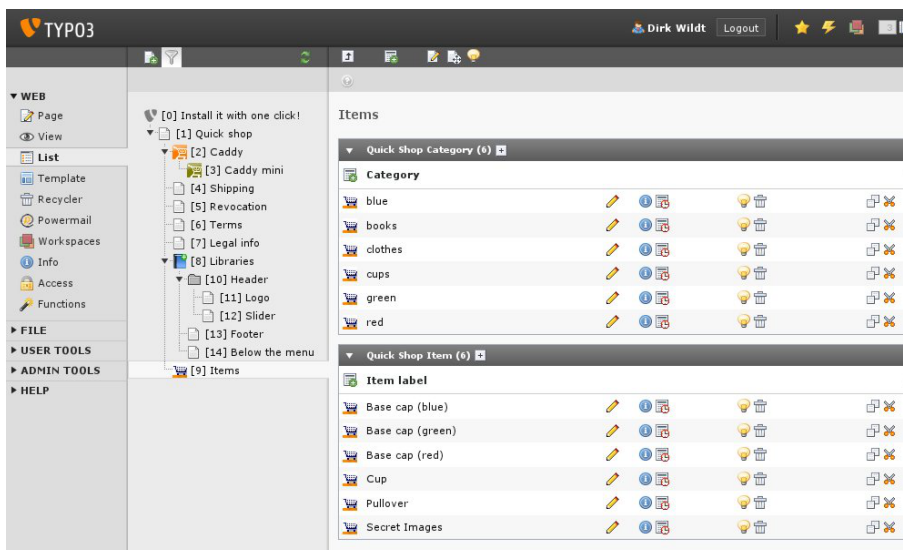 TYPO3
Dirk Wildt Logout
WEB
Page
View
List
Template
Recycler
Powermail
Workspaces
Info
Access
Functions
FILE
USER TOOLS
ADMIN TOOLS
HELP
[0] Install it with one click!
[1] Quick shop
[2] Caddy
[3] Caddy mini
[4] Shipping
[5] Revocation
[6] Terms
[7] Legal info
[8] Libraries
[10] Header
[11] Logo
[12] Slider
[13] Footer
[14] Below the menu
[9] Items
Items
Quick Shop Category (6)
Category
blue
books
clothes
cups
green
red
Quick Shop Item (6)
Item label
Base cap (blue)
Base cap (green)
Base cap (red)
Cup
Pullover
Secret Images